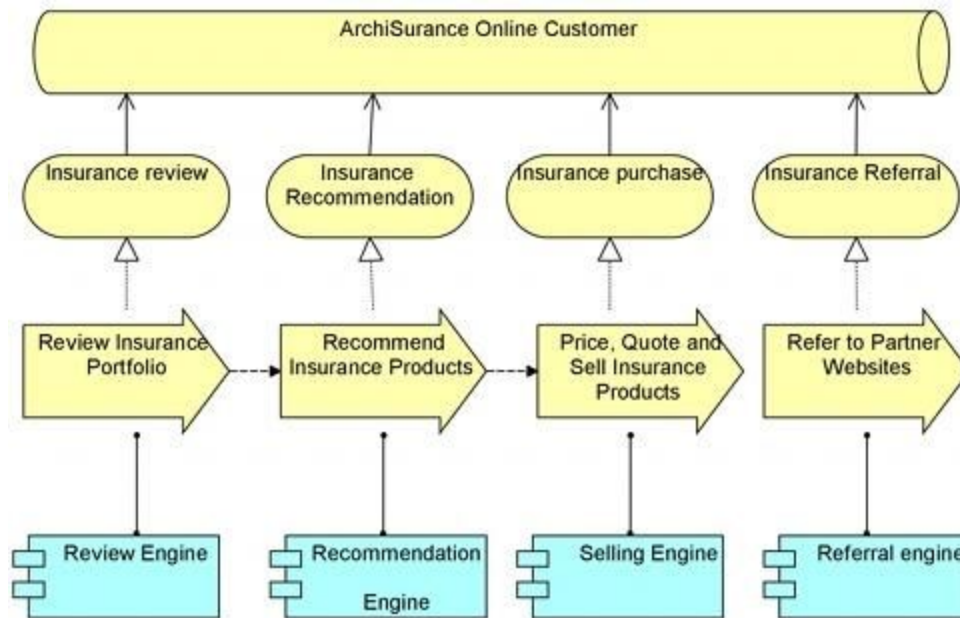 ArchiSurance Online Customer
Insurance review
Insurance
Recommendation
Insurance purchase
Insurance Referral
Review Insurance
Portfolio
Recommend
Insurance Products
Price, Quote and
Sell Insurance
Products
Refer to Partner
Websites
Review Engine
Recommendation
Engine
Selling Engine
Referral engine